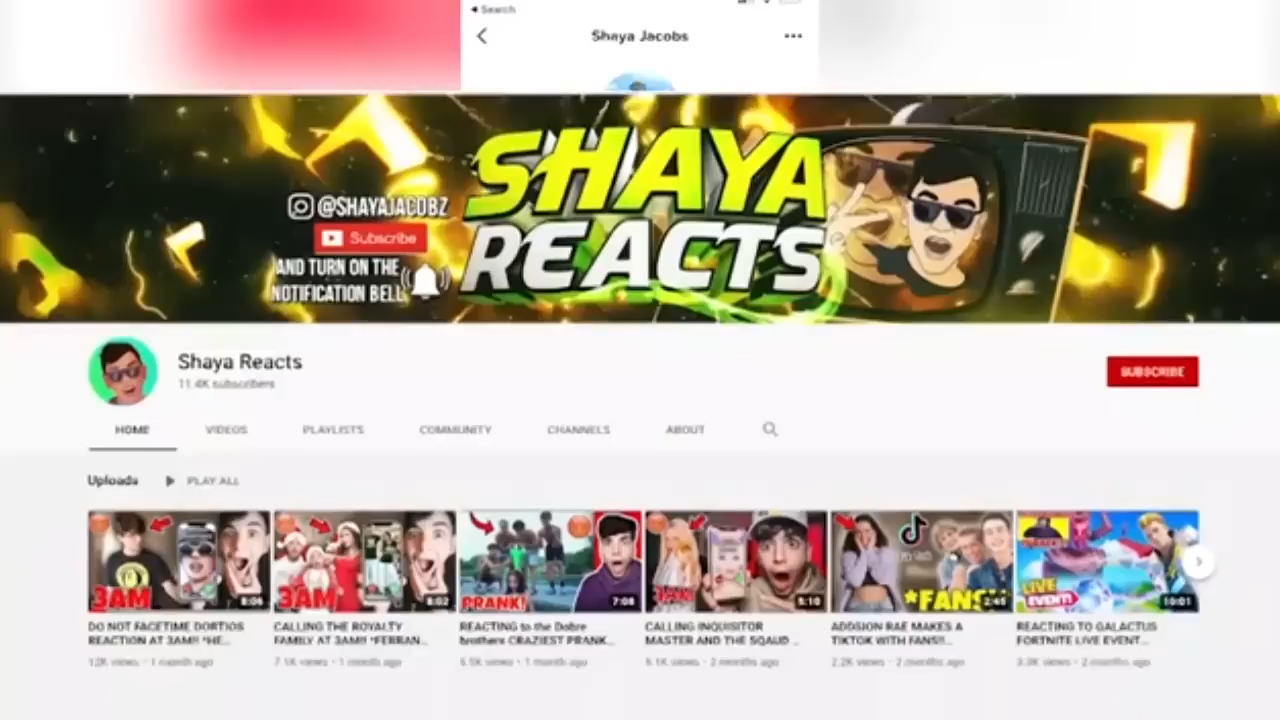 Search
Shaya Jacobs
SHAYA
REACTS
@SHAYAJACOBZ
Subscribe
AND TURN ON THE
NOTIFICATION BELL
Shaya Reacts
11.4K subscribers
SUBSCRIBE
HOME VIDEOS PLAYLISTS COMMUNITY CHANNELS ABOUT
Uploads PLAY ALL
3AM 8:06
3AM 8:02
PRANK! 7:08
5:10
*FANS 2:46
LIVE
EVENT! 10:01
DO NOT FACETIME DORTIOS
REACTION AT 3AM!! *HE...
12K views • 1 month ago
CALLING THE ROYALTY
FAMILY AT 3AM!! *FERRAN...
7.1K views • 1 month ago
REACTING to the Dobre
brothers CRAZIEST PRANK...
5.5K views • 1 month ago
CALLING INQUISITOR
MASTER AND THE SQAUD ...
5.1K views • 2 months ago
ADDSION RAE MAKES A
TIKTOK WITH FANS!!...
2.2K views • 2 months ago
REACTING TO GALACTUS
FORTNITE LIVE EVENT...
3.3K views • 2 months ago